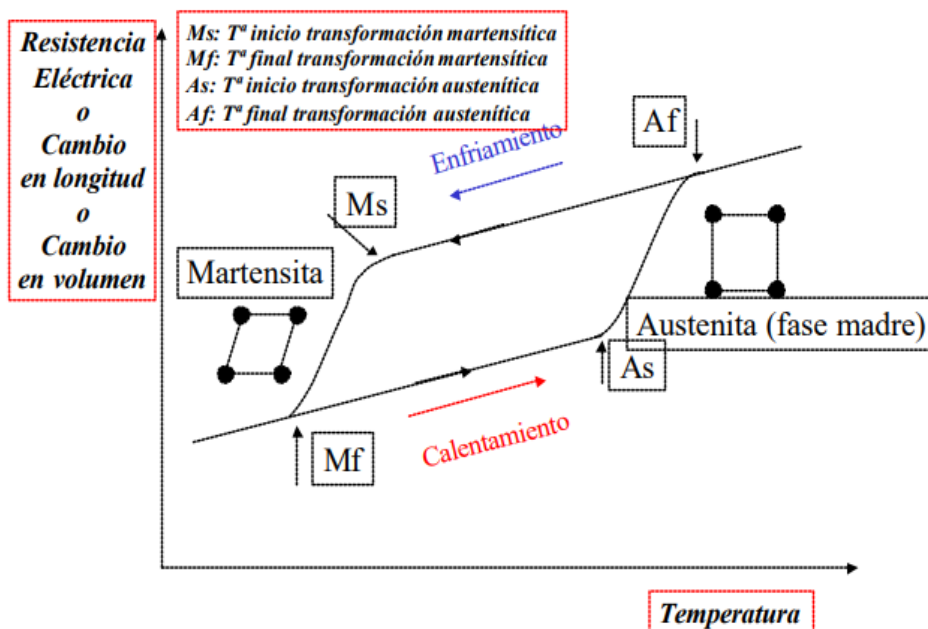 Resistencia
Eléctrica
o
Cambio
en longitud
o
Cambio
en volumen
Ms: Tª inicio transformación martensítica
Mf: Tª final transformación martensítica
As: Tª inicio transformación austenítica
Af: Tª final transformación austenítica
Enfriamiento
Af
Ms
Martensita
Austenita (fase madre)
As
Calentamiento
Mf
Temperatura